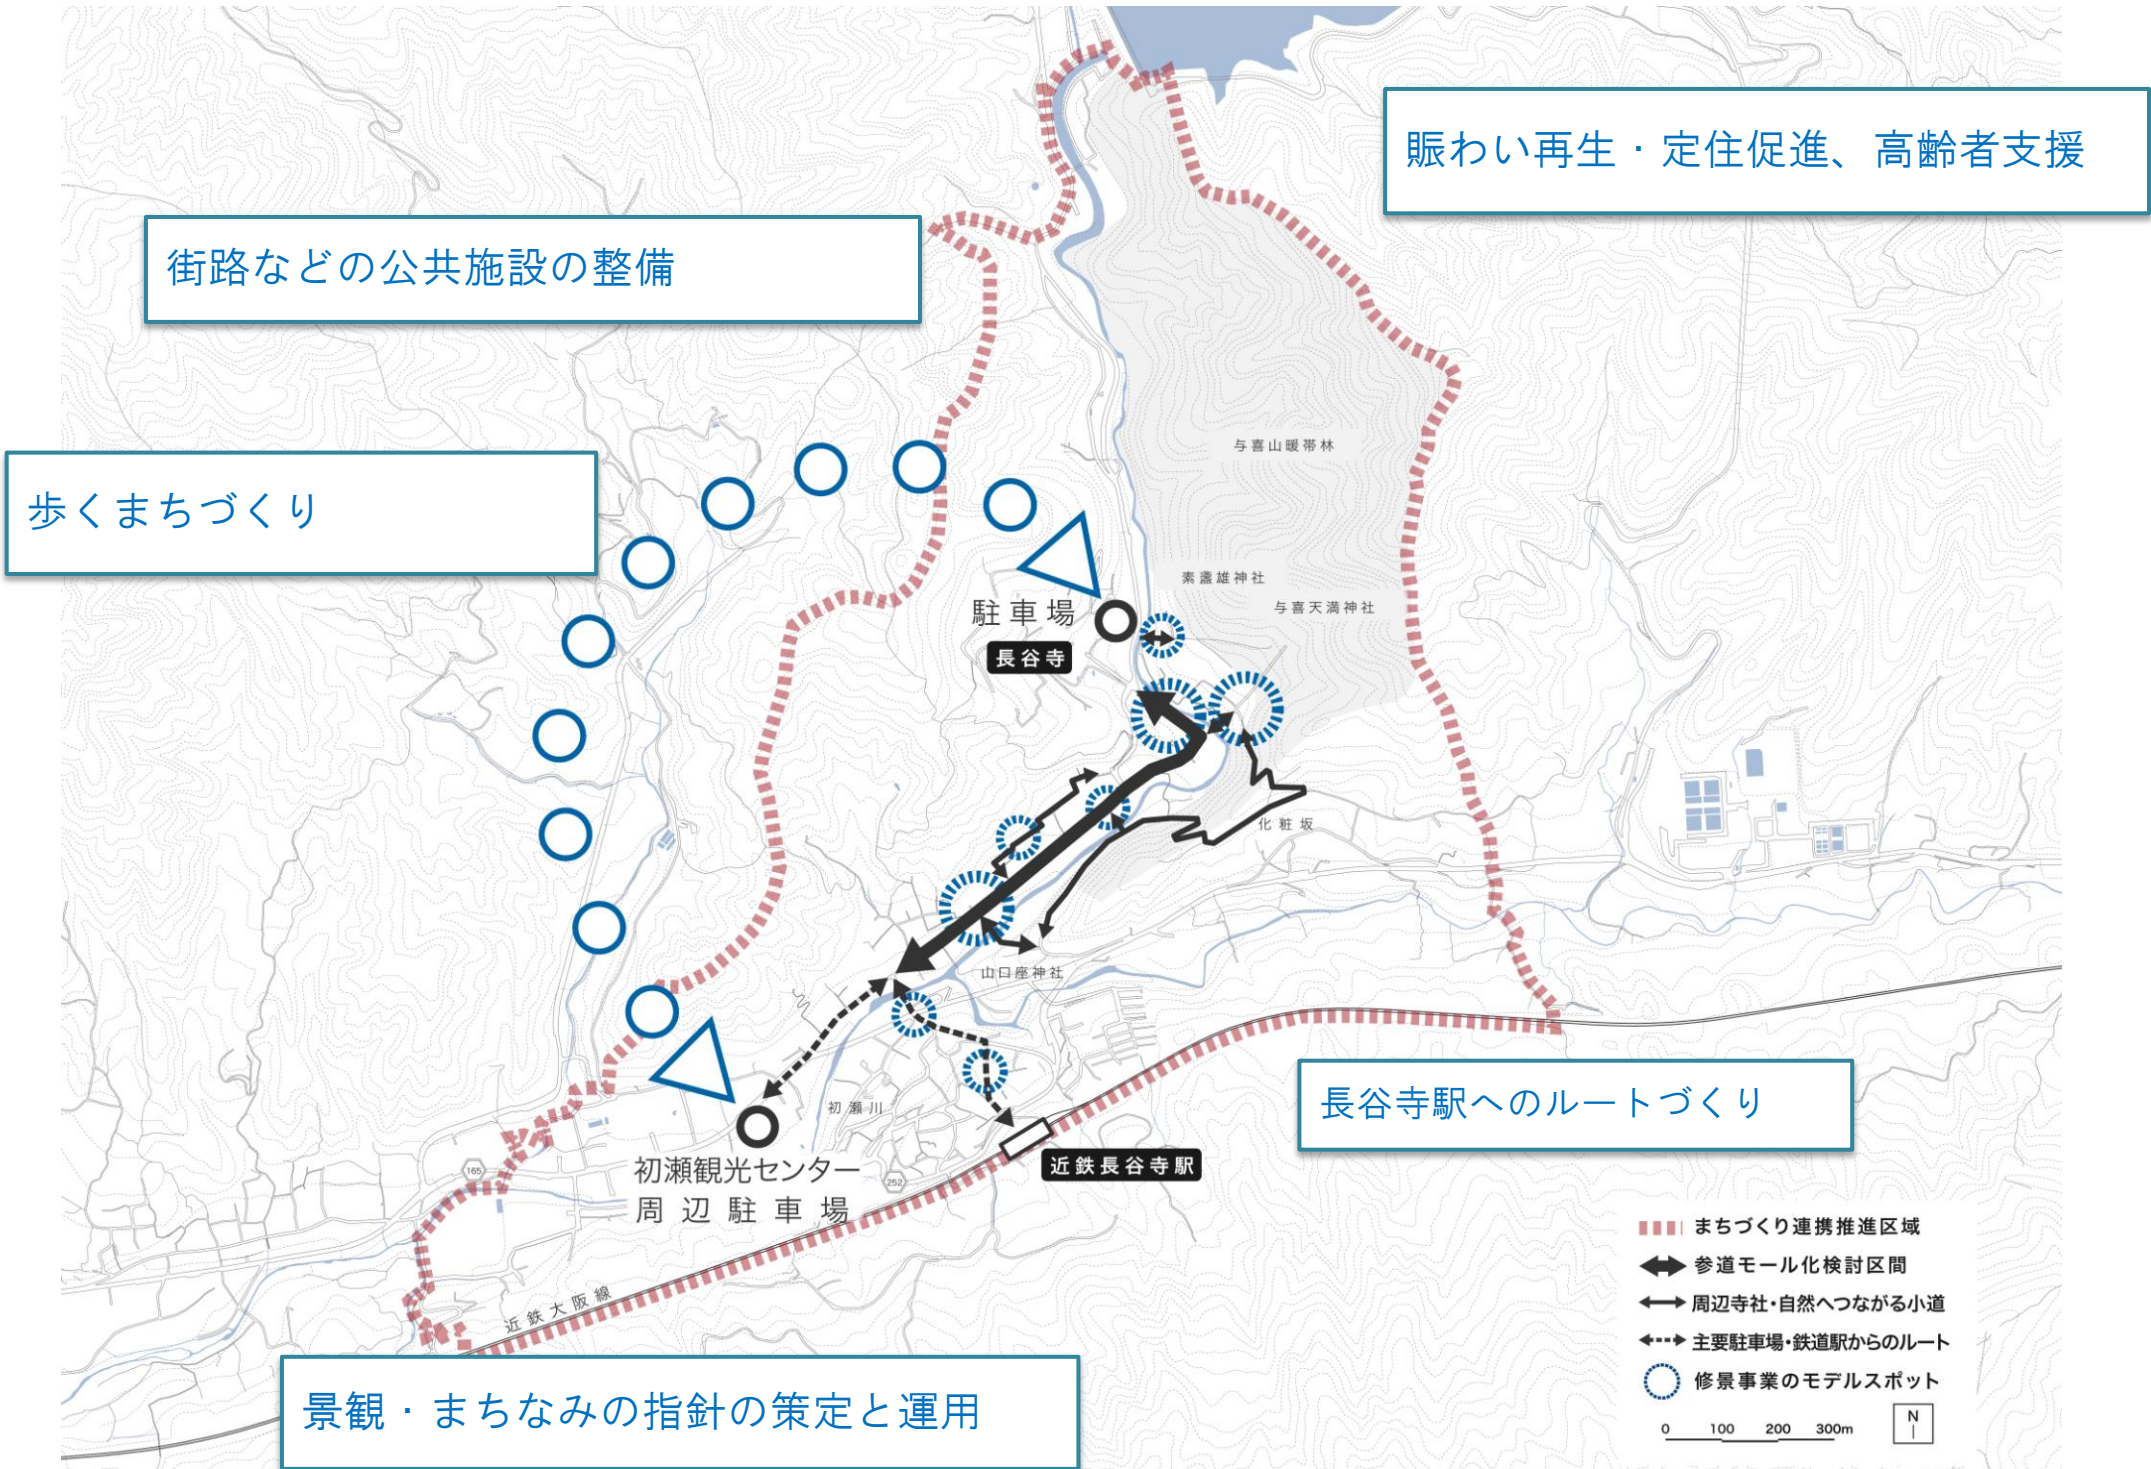 賑わい再生・定住促進、高齢者支援
街路などの公共施設の整備
与喜山暖帯林
歩くまちづくり
素盞雄神社
与喜天満神社
駐車場
長谷寺
化粧坂
山口座神社
長谷寺駅へのルートづくり
初瀬川
近鉄長谷寺駅
165
252
初瀬観光センター
周辺駐車場
近鉄大阪線
景観・まちなみの指針の策定と運用
まちづくり連携推進区域
参道モール化検討区間
周辺寺社・自然へつながる小道
主要駐車場・鉄道駅からのルート
修景事業のモデルスポット
0 100 200 300m
N